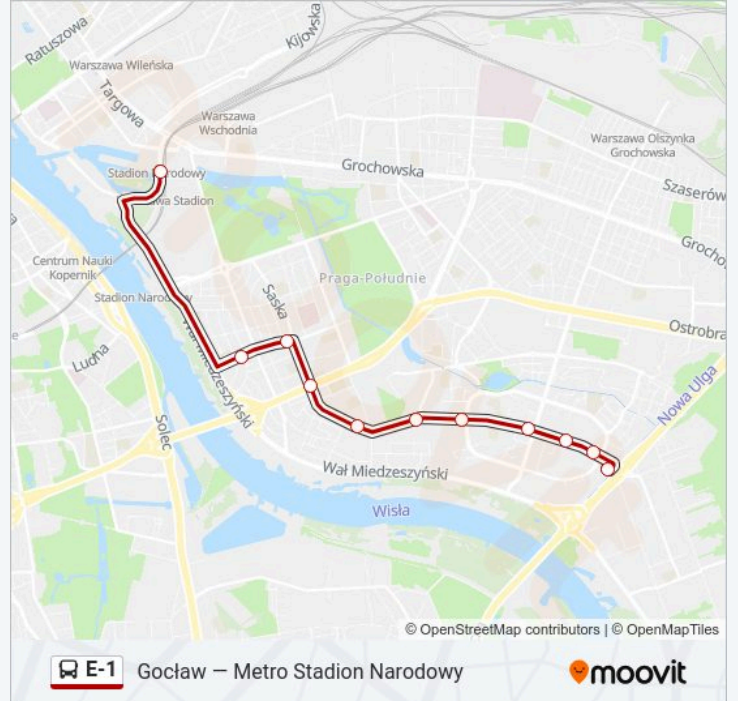 Ratuszowa
Kijowska
Warszawa Wileńska
Targowa
Warszawa
Wschodnia
Warszawa Olszynka
Grochowska
Grochowska
Stadion Narodowy
Szaserów
Stadion
Grocho
Centrum Nauki
Kopernik
Praga-Południe
Saska
Stadion Narodowy
Ostrobra
Ludna
Wał Miedzeszyński
Nowa Ulga
Solec
Wał Miedzeszyński
Wisła
© OpenStreetMap contributors | © OpenMapTiles
E-1 Gocław — Metro Stadion Narodowy
moovit